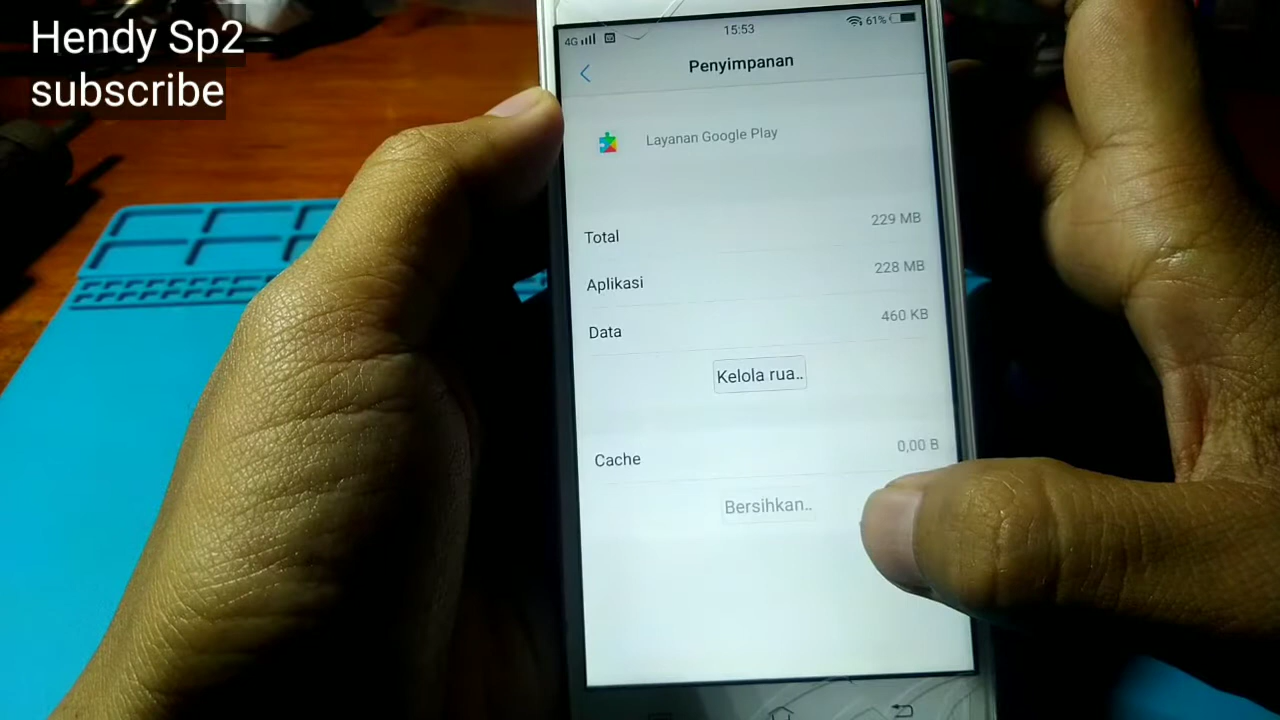 Hendy Sp2
subscribe
4G 15:53 61%
Penyimpanan
Layanan Google Play
Total 229 MB
Aplikasi 228 MB
Data 460 KB
Kelola rua..
Cache 0,00 B
Bersihkan..